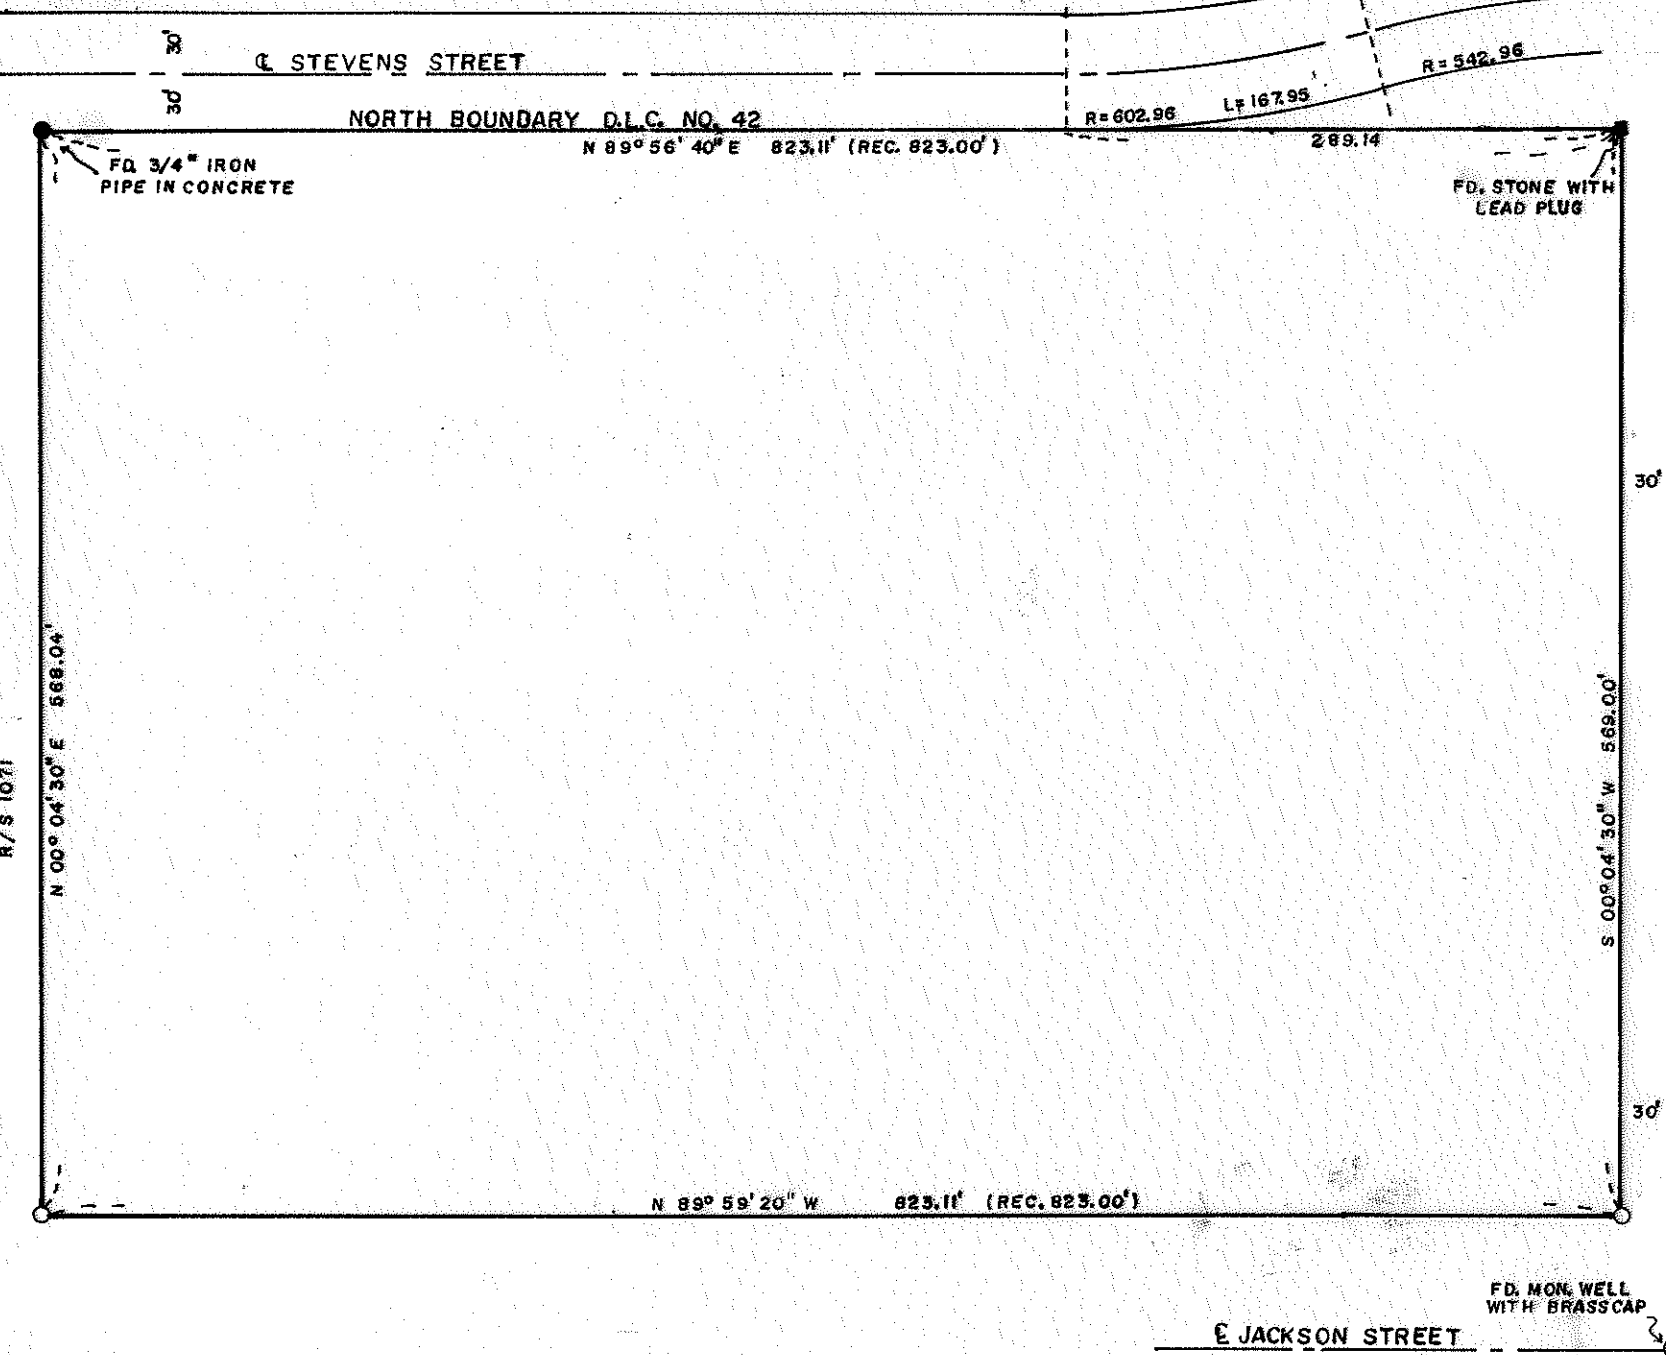 30'
℄ STEVENS STREET
30'
R=542.96
R=602.96 L=167.95
NORTH BOUNDARY D.L.C. NO. 42
N 89° 56' 40" E 823.11' (REC. 823.00')
289.14
FD. 3/4" IRON
PIPE IN CONCRETE
FD. STONE WITH
LEAD PLUG
30'
N 00° 04' 30" E 568.04'
S 00° 04' 30" W 569.00'
R/S 1071
30'
N 89° 59' 20" W 823.11' (REC. 823.00')
FD. MON. WELL
WITH BRASS CAP
℄ JACKSON STREET